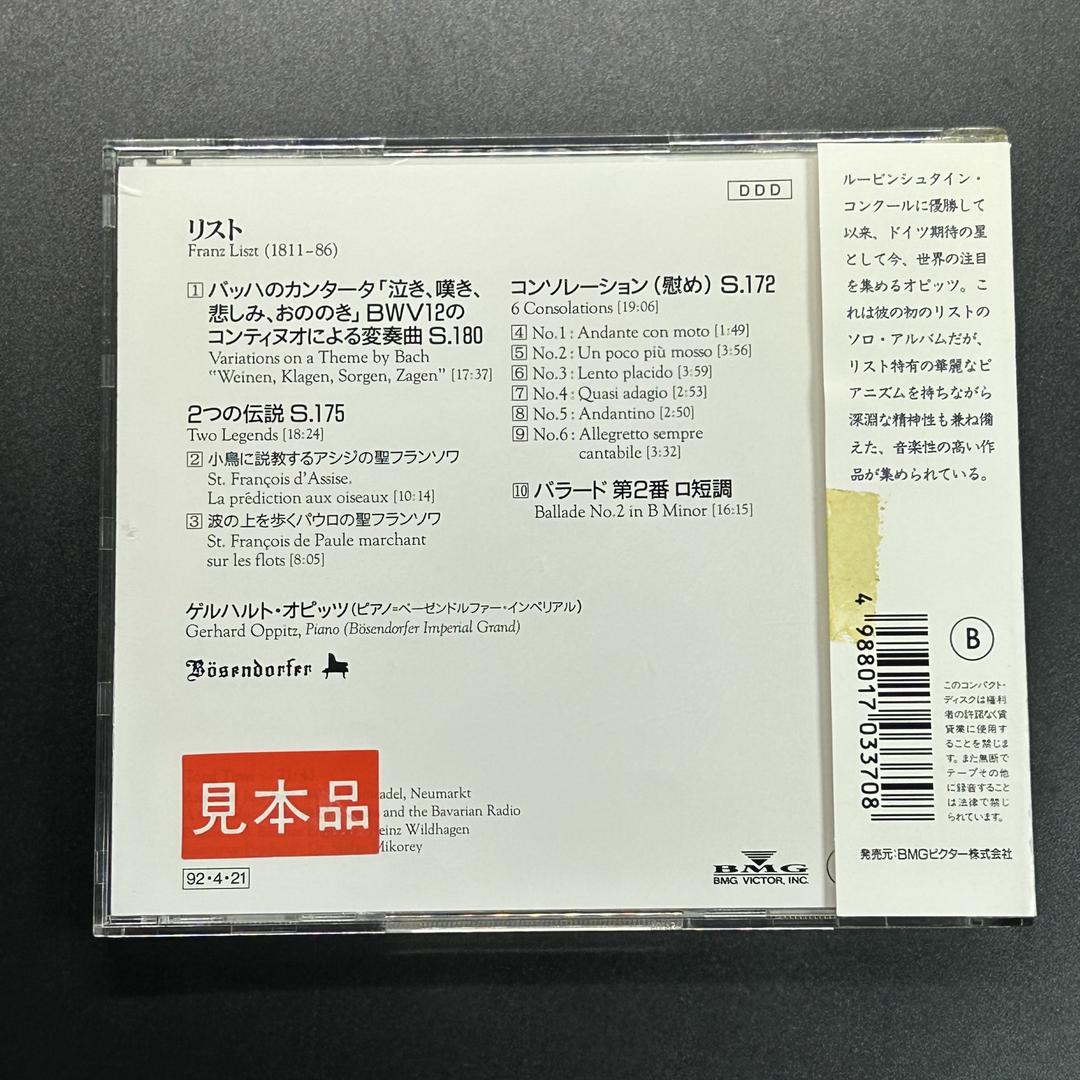 DDD
リスト
Franz Liszt (1811–86)
1 バッハのカンタータ「泣き、嘆き、
悲しみ、おののき」BWV12の
コンティヌオによる変奏曲 S.180
Variations on a Theme by Bach
“Weinen, Klagen, Sorgen, Zagen” [17:37]
2つの伝説 S.175
Two Legends [18:24]
2 小鳥に説教するアシジの聖フランソワ
St. François d'Assise.
La prédiction aux oiseaux [10:14]
3 波の上を歩くパウロの聖フランソワ
St. François de Paule marchant
sur les flots [8:05]
コンソレーション (慰め) S.172
6 Consolations [19:06]
4 No.1 : Andante con moto [1:49]
5 No.2 : Un poco più mosso [3:56]
6 No.3 : Lento placido [3:59]
7 No.4 : Quasi adagio [2:53]
8 No.5 : Andantino [2:50]
9 No.6 : Allegretto sempre
cantabile [3:32]
10 バラード 第2番 ロ短調
Ballade No.2 in B Minor [16:15]
ゲルハルト・オピッツ(ピアノ=ベーゼンドルファー・インペリアル)
Gerhard Oppitz, Piano (Bösendorfer Imperial Grand)
Bösendorfer
見本品
adel, Neumarkt
and the Bavarian Radio
einz Wildhagen
Mikorey
92・4・21
BMG
BMG VICTOR, INC.
ルービンシュタイン・
コンクールに優勝して
以来、ドイツ期待の星
として今、世界の注目
を集めるオピッツ。こ
れは彼の初のリストの
ソロ・アルバムだが、
リスト特有の華麗なピ
アニズムを持ちながら
深淵な精神性も兼ね備
えた、音楽性の高い作
品が集められている。
4 988017 033708
B
このコンパクト・
ディスクは権利
者の許諾なく賃
貸業に使用す
ることを禁じま
す。また無断で
テープその他
に録音すること
は法律で禁じ
られています。
発売元:BMGビクター株式会社